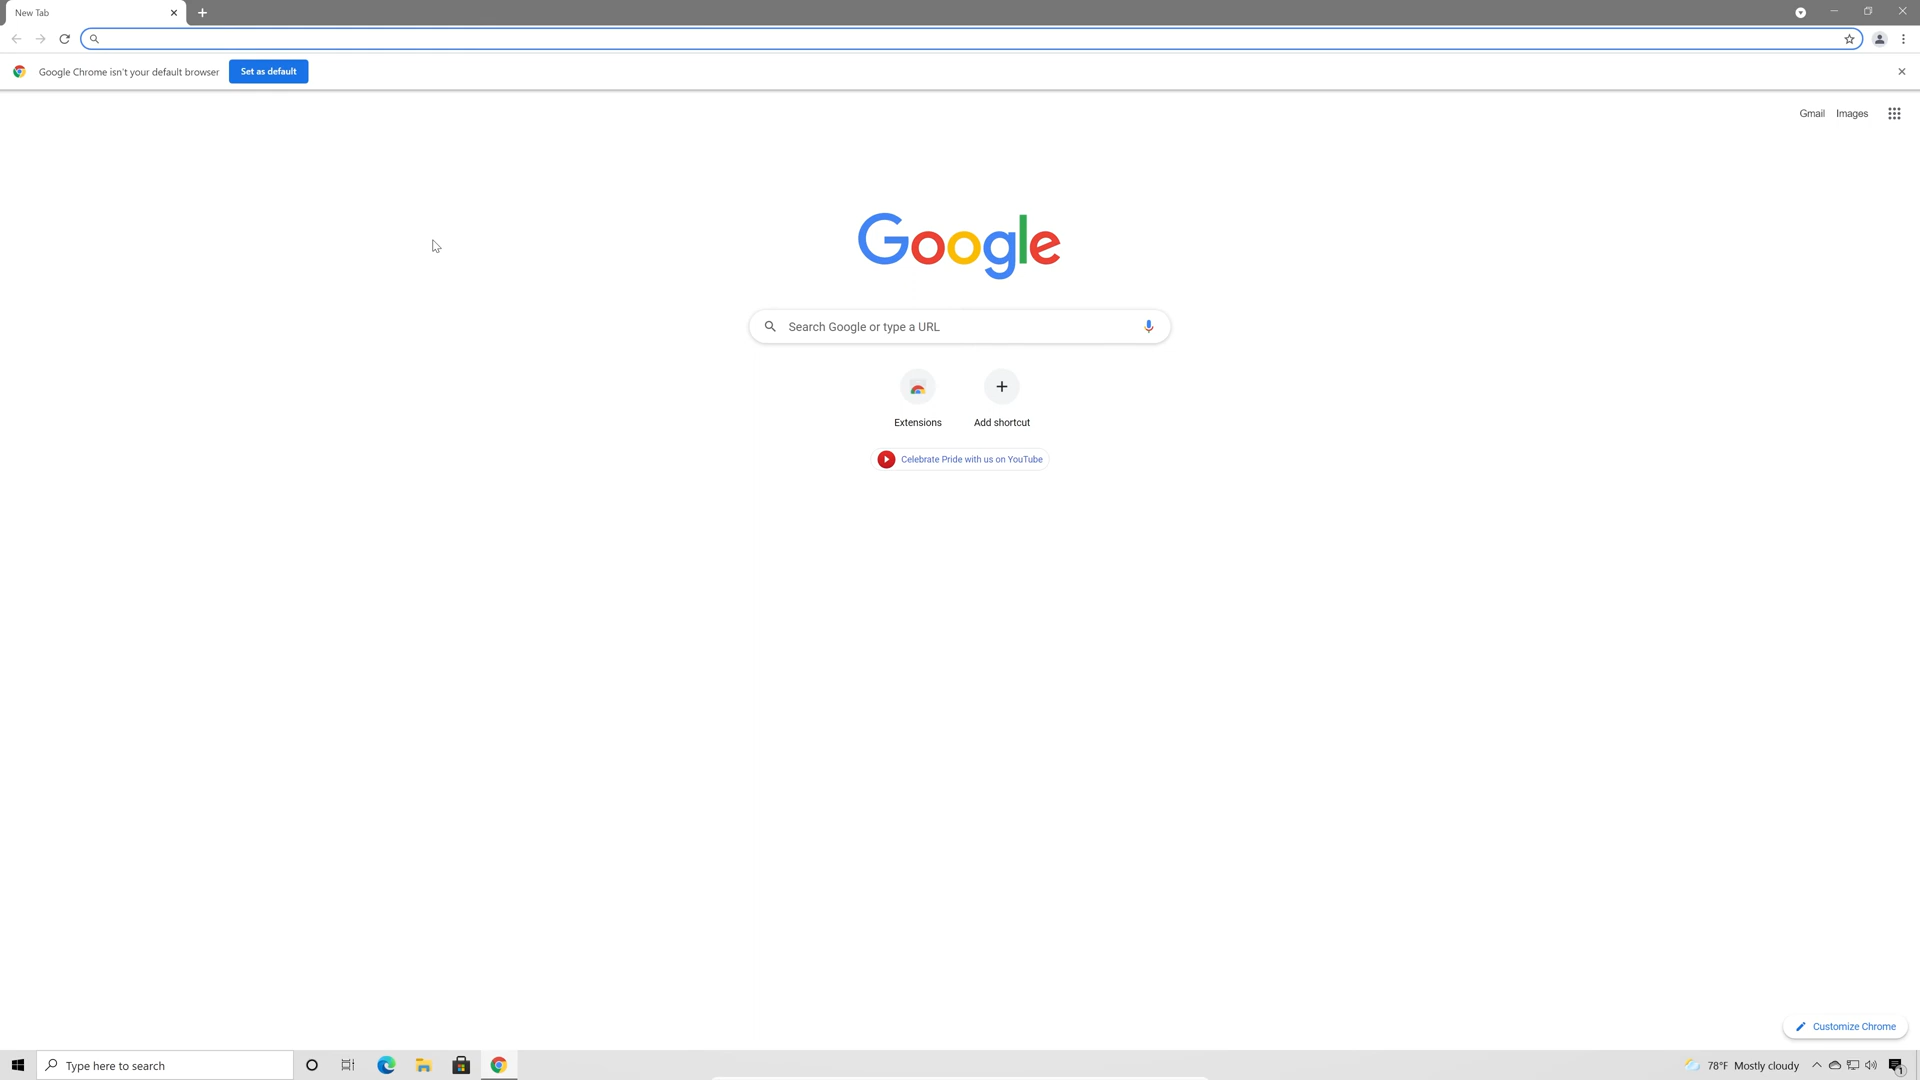 New Tab
Google Chrome isn't your default browser
Set as default
Gmail
Images
Google
Search Google or type a URL
Extensions
Add shortcut
Celebrate Pride with us on YouTube
Customize Chrome
Type here to search
78°F Mostly cloudy
1